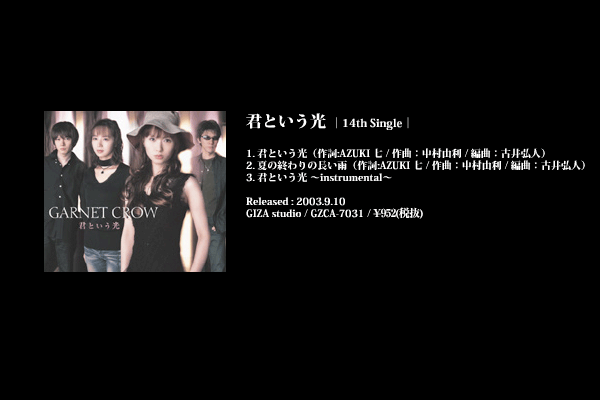 GARNET CROW
君という光
君という光 ｜14th Single｜
1. 君という光（作詞:AZUKI 七 / 作曲：中村由利 / 編曲：古井弘人）
2. 夏の終わりの長い雨（作詞:AZUKI 七 / 作曲：中村由利 / 編曲：古井弘人）
3. 君という光 ～instrumental～
Released : 2003.9.10
GIZA studio / GZCA-7031 / ¥952(税抜)